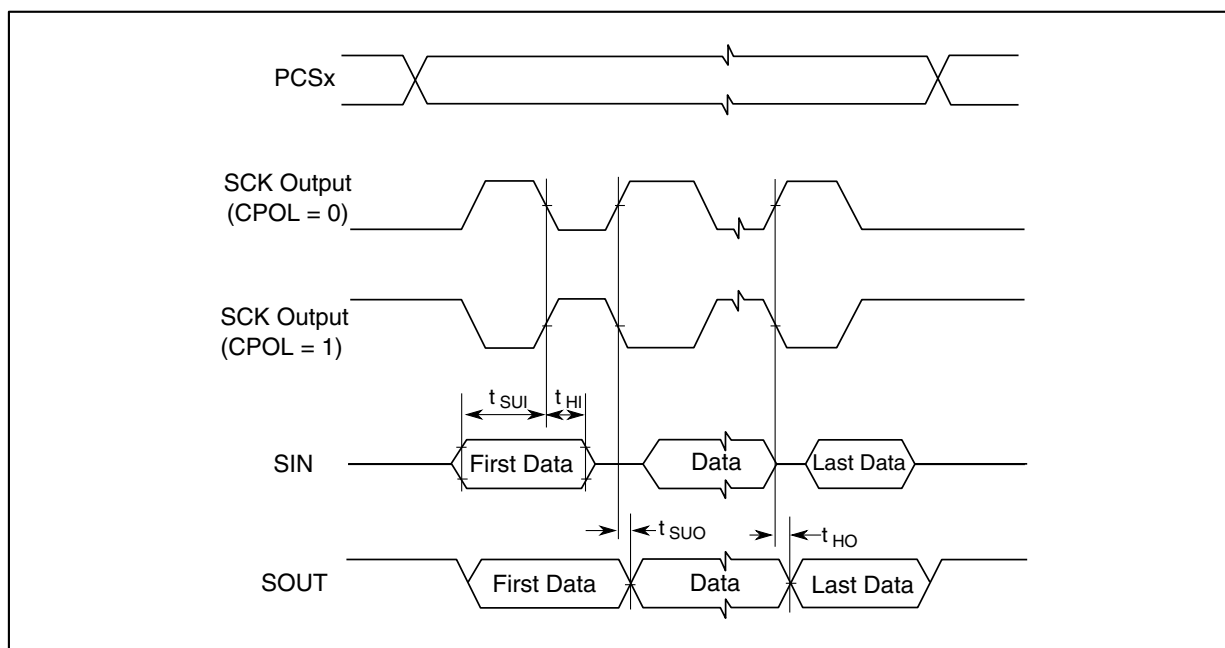 PCSx
SCK Output
(CPOL = 0)
SCK Output
(CPOL = 1)
t SUI
t HI
SIN
First Data
Data
Last Data
t SUO
t HO
SOUT
First Data
Data
Last Data